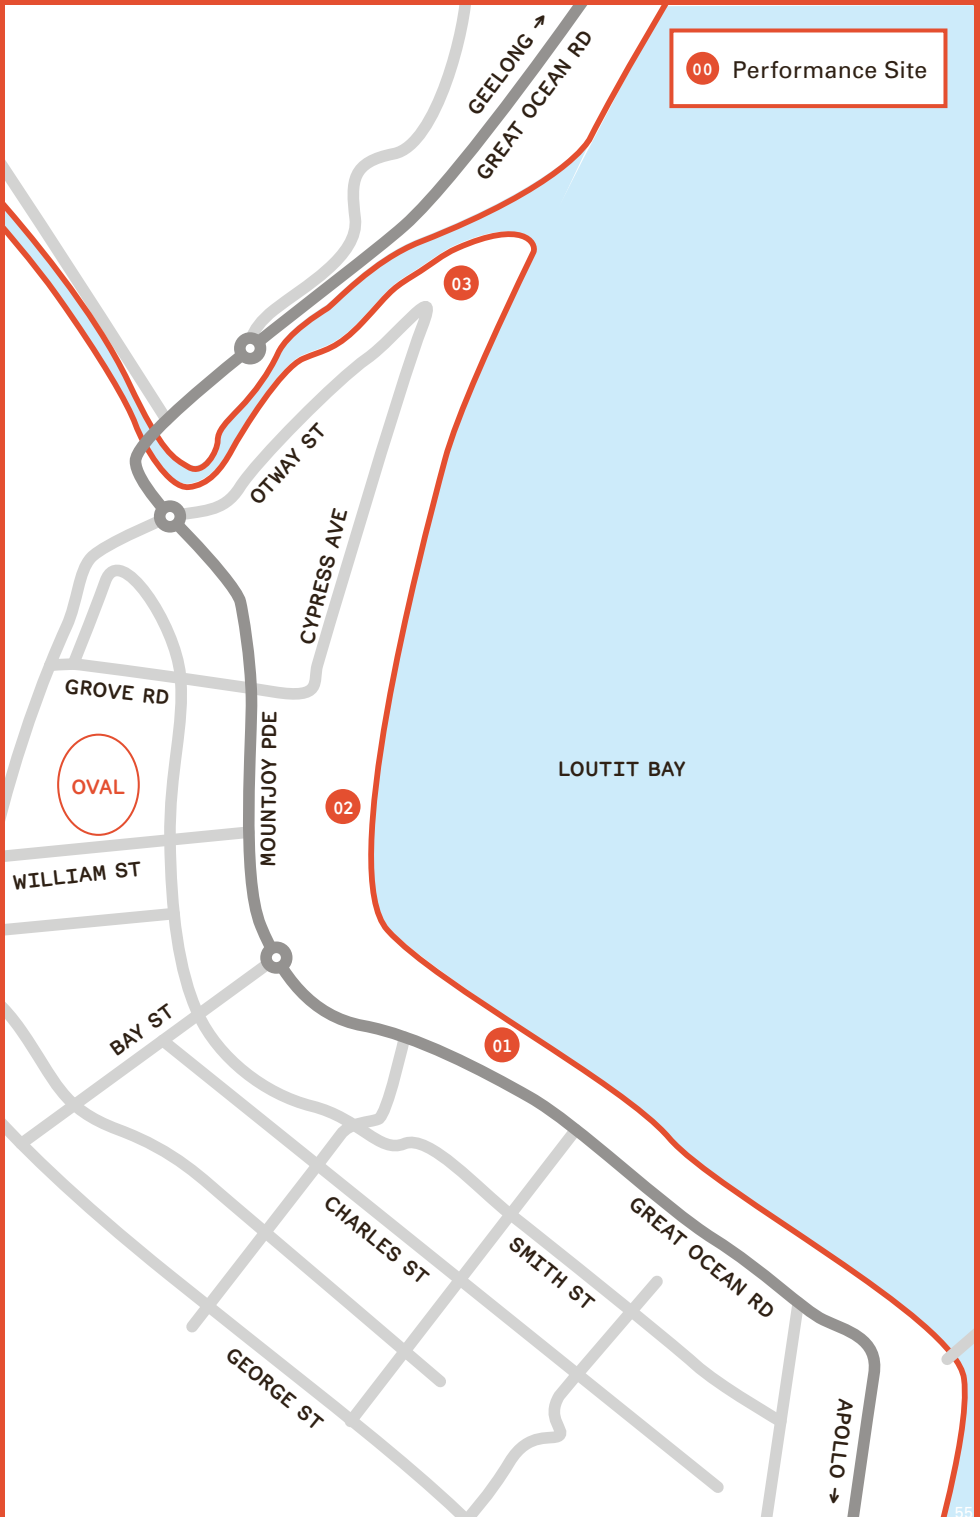 GEELONG →
GREAT OCEAN RD
00 Performance Site
03
OTWAY ST
CYPRESS AVE
GROVE RD
MOUNTJOY PDE
OVAL
LOUTIT BAY
02
WILLIAM ST
BAY ST
01
CHARLES ST
SMITH ST
GREAT OCEAN RD
GEORGE ST
APOLLO →
55